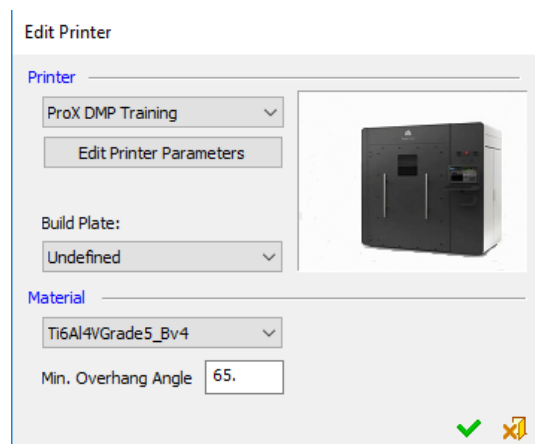 Edit Printer
Printer
ProX DMP Training
Edit Printer Parameters
Build Plate:
Undefined
Material
Ti6Al4VGrade5_Bv4
Min. Overhang Angle 65.